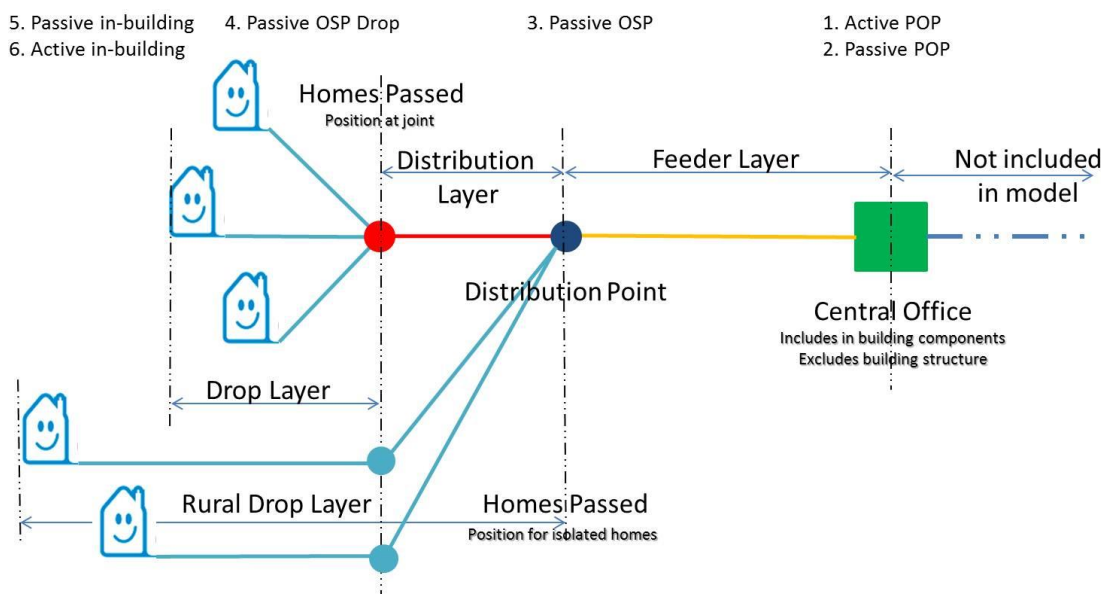 5. Passive in-building
6. Active in-building
4. Passive OSP Drop
3. Passive OSP
1. Active POP
2. Passive POP
Homes Passed
Position at joint
Distribution
Layer
Feeder Layer
Not included
in model
Distribution Point
Central Office
Includes in building components
Excludes building structure
Drop Layer
Rural Drop Layer
Homes Passed
Position for isolated homes